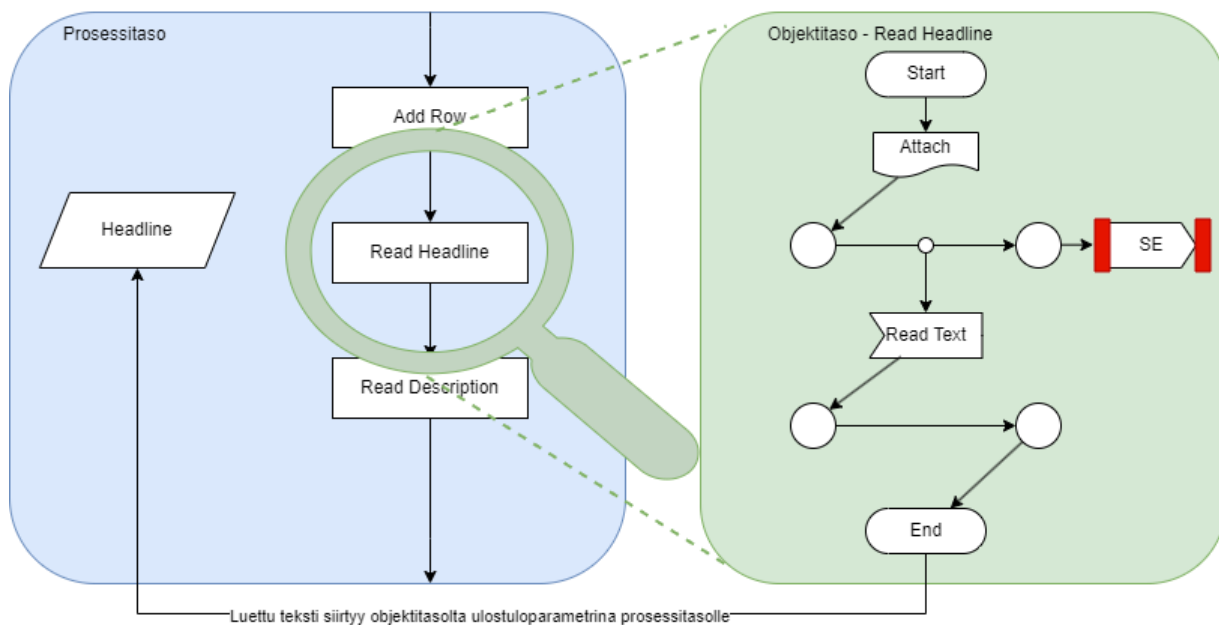 Prosessitaso
Add Row
Headline
Read Headline
Read Description
Objektitaso - Read Headline
Start
Attach
SE
Read Text
End
Luettu teksti siirtyy objektitasolta ulostuloparametrina prosessitasolle